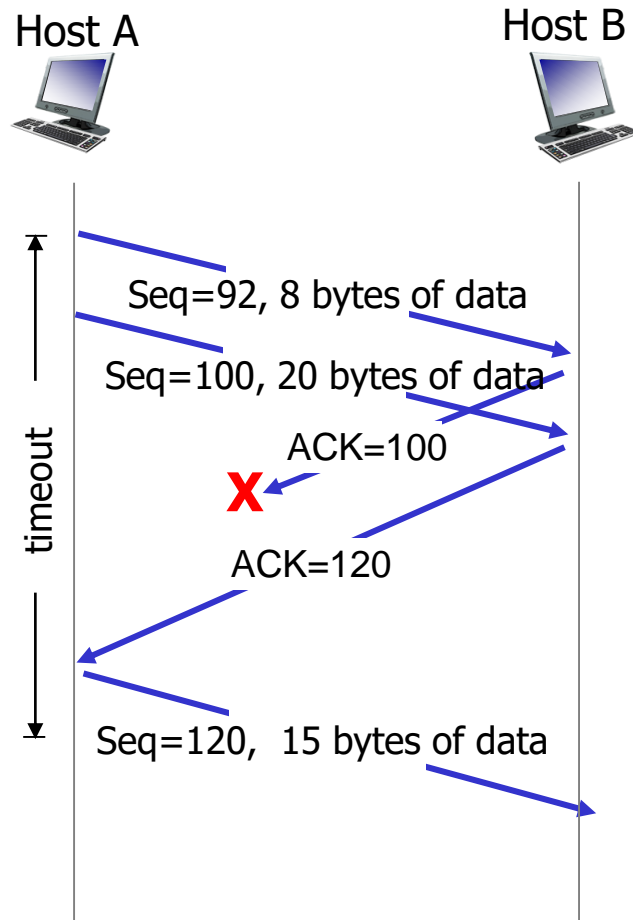 Host A
Host B
Seq=92, 8 bytes of data
Seq=100, 20 bytes of data
ACK=100
X
timeout
ACK=120
Seq=120, 15 bytes of data